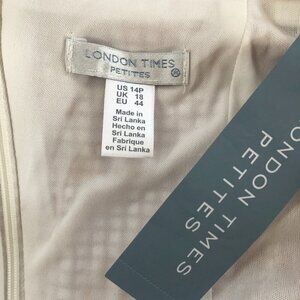 LONDON TIMES
PETITES
®
US 14P
UK 18
EU 44
Made in
Sri Lanka
Hecho en
Sri Lanka
Fabrique
en Sri Lanka
LONDON TIMES
PETITES